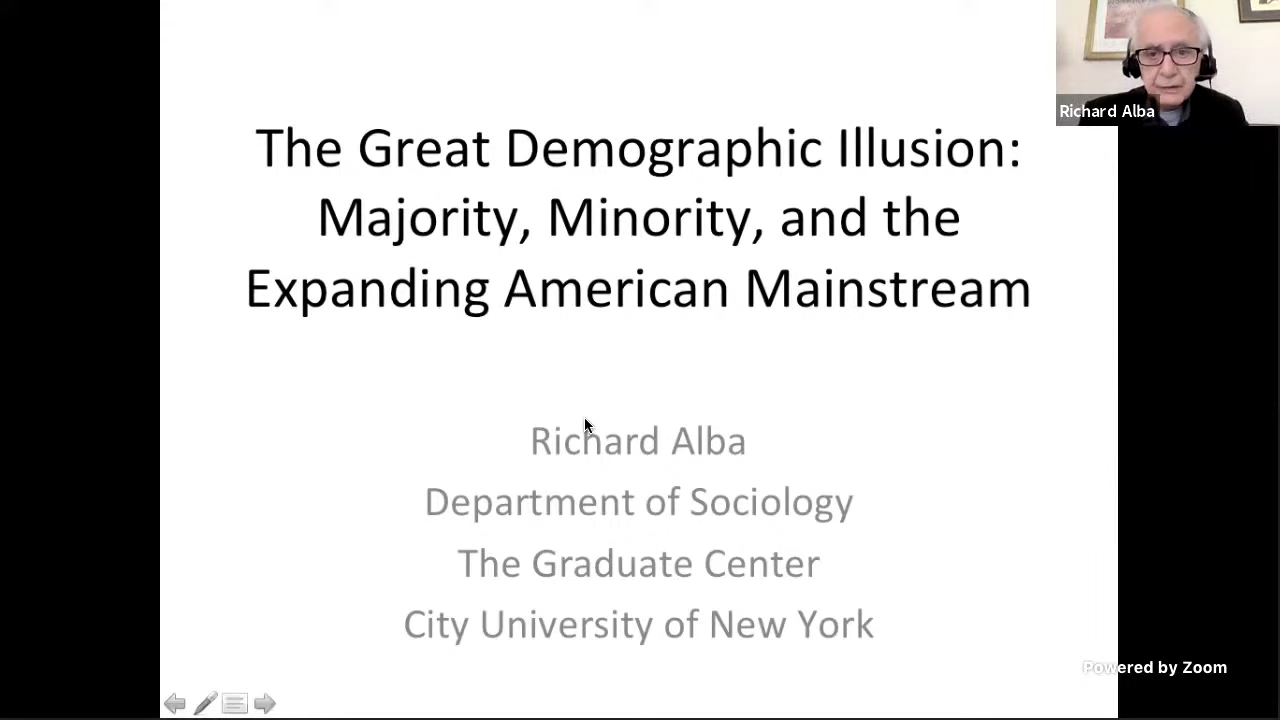 Richard Alba
The Great Demographic Illusion:
Majority, Minority, and the
Expanding American Mainstream
Richard Alba
Department of Sociology
The Graduate Center
City University of New York
Powered by Zoom